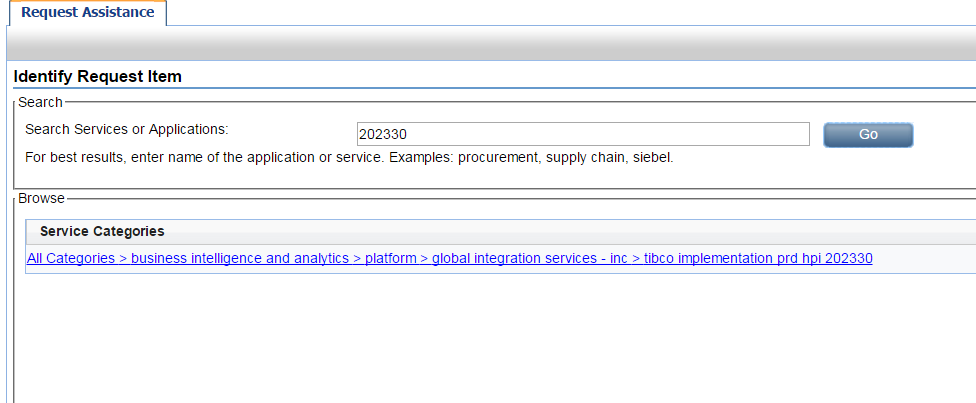 Request Assistance
Identify Request Item
Search
Search Services or Applications:
202330
Go
For best results, enter name of the application or service. Examples: procurement, supply chain, siebel.
Browse
Service Categories
All Categories > business intelligence and analytics > platform > global integration services - inc > tibco implementation prd hpi 202330